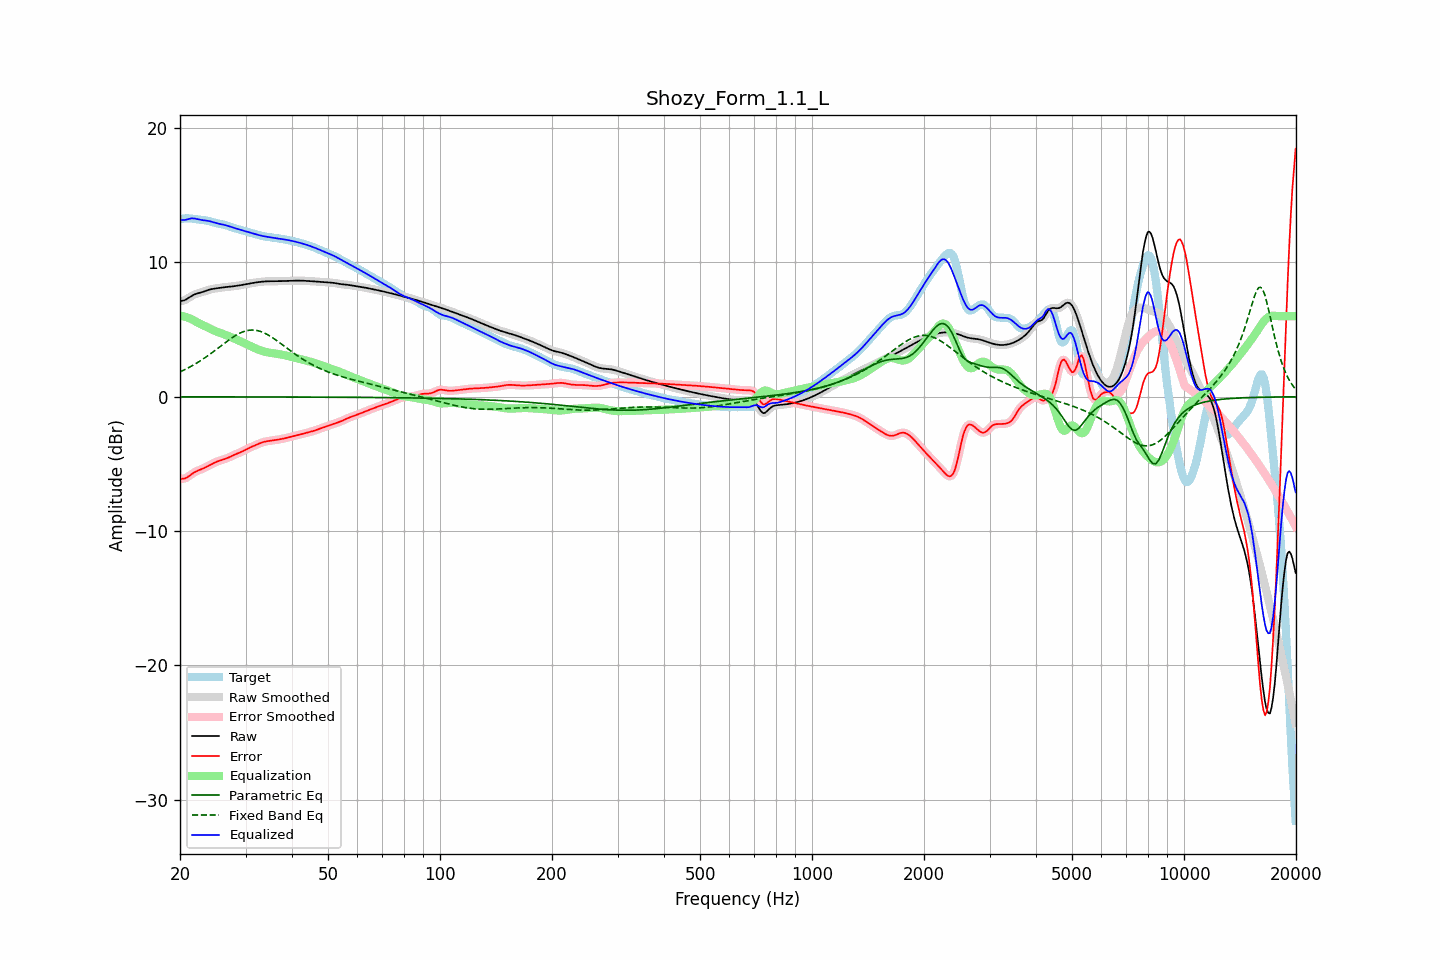 Shozy_Form_1.1_L
20
10
0
−10
−20
−30
Amplitude (dBr)
Target
Raw Smoothed
Error Smoothed
Raw
Error
Equalization
Parametric Eq
Fixed Band Eq
Equalized
20 50 100 200 500 1000 2000 5000 10000 20000
Frequency (Hz)